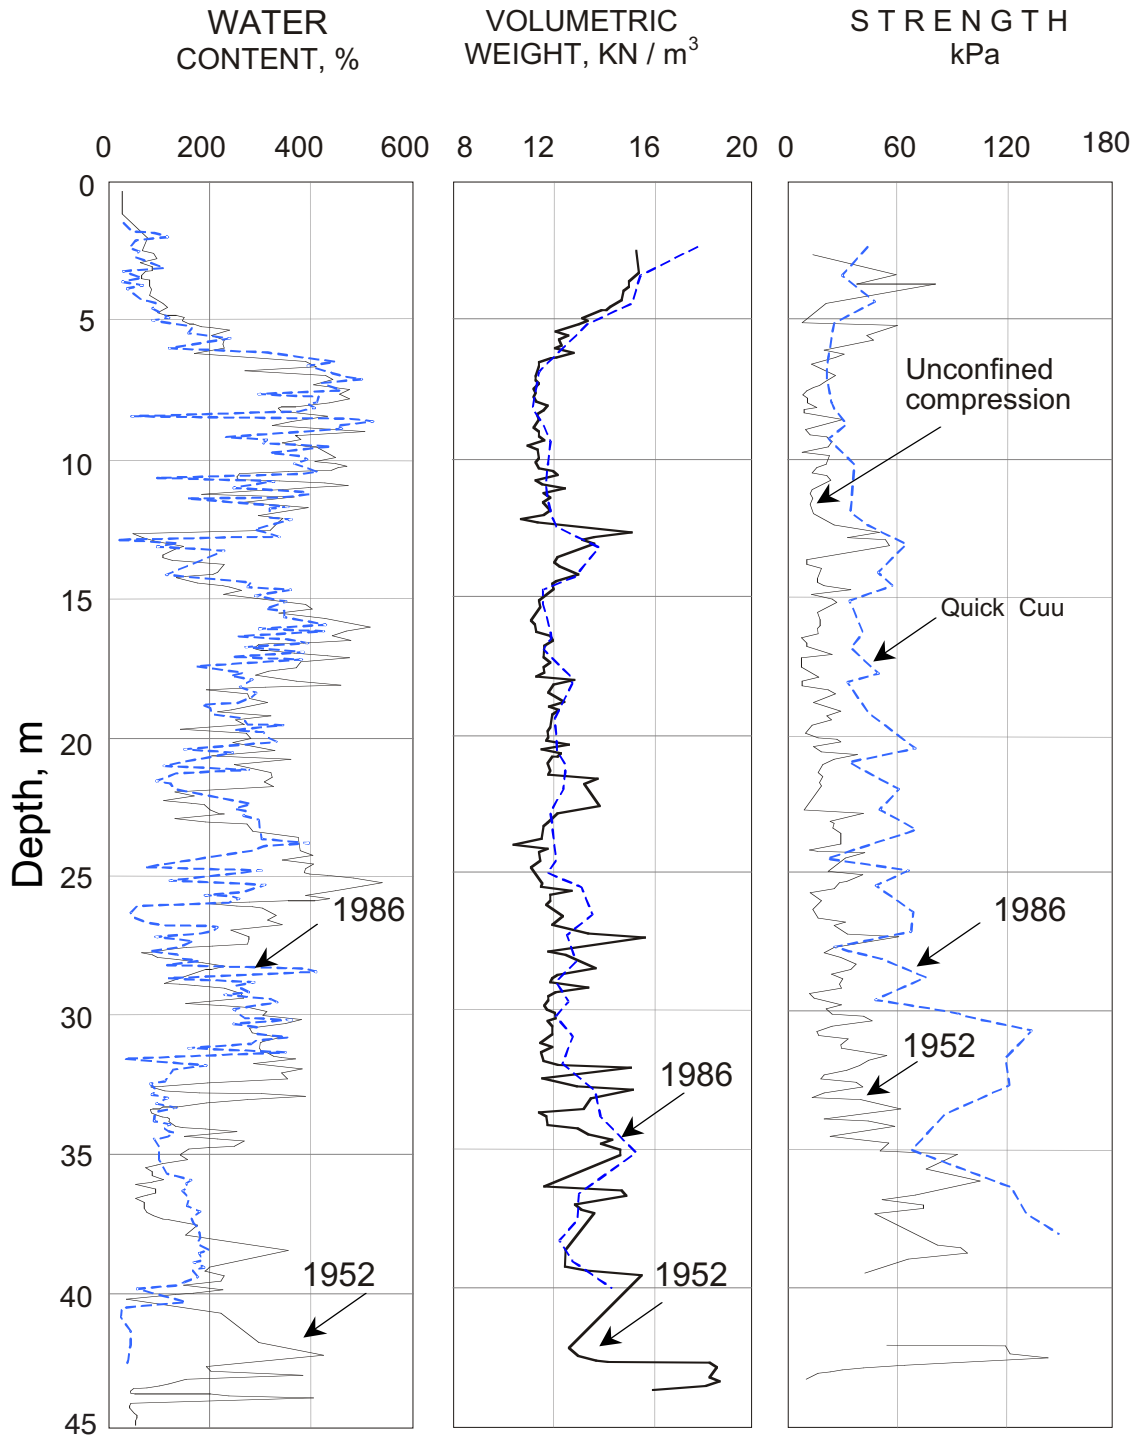 WATER
CONTENT, %
VOLUMETRIC
WEIGHT, KN / m³
S T R E N G T H
kPa
0 200 400 600
8 12 16 20
0 60 120 180
0
5
10
15
20
25
30
35
40
45
Depth, m
1986
1952
1986
1952
Unconfined
compression
Quick Cuu
1986
1952